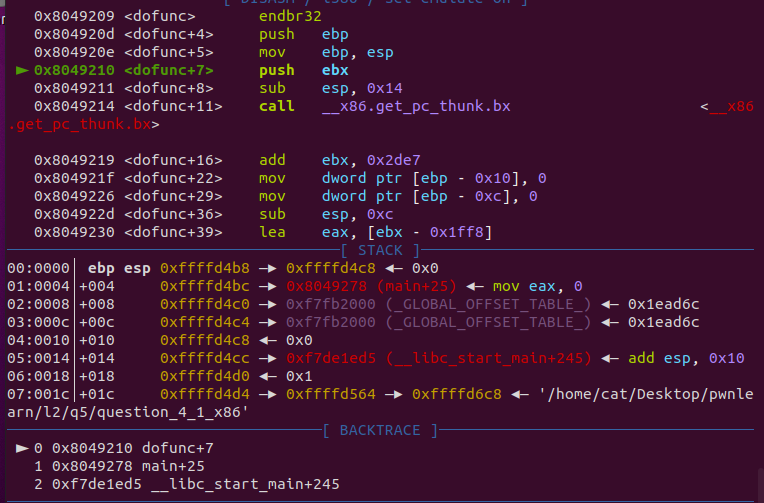 [ DISASM / i386 / set emulate on ]
0x8049209 <dofunc>       endbr32
0x804920d <dofunc+4>     push   ebp
0x804920e <dofunc+5>     mov    ebp, esp
► 0x8049210 <dofunc+7>     push   ebx
0x8049211 <dofunc+8>     sub    esp, 0x14
0x8049214 <dofunc+11>    call   __x86.get_pc_thunk.bx                     <__x86
.get_pc_thunk.bx>
0x8049219 <dofunc+16>    add    ebx, 0x2de7
0x804921f <dofunc+22>    mov    dword ptr [ebp - 0x10], 0
0x8049226 <dofunc+29>    mov    dword ptr [ebp - 0xc], 0
0x804922d <dofunc+36>    sub    esp, 0xc
0x8049230 <dofunc+39>    lea    eax, [ebx - 0x1ff8]
[ STACK ]
00:0000│ ebp esp 0xffffd4b8 —▸ 0xffffd4c8 ◂— 0x0
01:0004│+004     0xffffd4bc —▸ 0x8049278 (main+25) ◂— mov eax, 0
02:0008│+008     0xffffd4c0 —▸ 0xf7fb2000 (_GLOBAL_OFFSET_TABLE_) ◂— 0x1ead6c
03:000c│+00c     0xffffd4c4 —▸ 0xf7fb2000 (_GLOBAL_OFFSET_TABLE_) ◂— 0x1ead6c
04:0010│+010     0xffffd4c8 ◂— 0x0
05:0014│+014     0xffffd4cc —▸ 0xf7de1ed5 (__libc_start_main+245) ◂— add esp, 0x10
06:0018│+018     0xffffd4d0 ◂— 0x1
07:001c│+01c     0xffffd4d4 —▸ 0xffffd564 —▸ 0xffffd6c8 ◂— '/home/cat/Desktop/pwnle
arn/l2/q5/question_4_1_x86'
[ BACKTRACE ]
► 0 0x8049210 dofunc+7
1 0x8049278 main+25
2 0xf7de1ed5 __libc_start_main+245